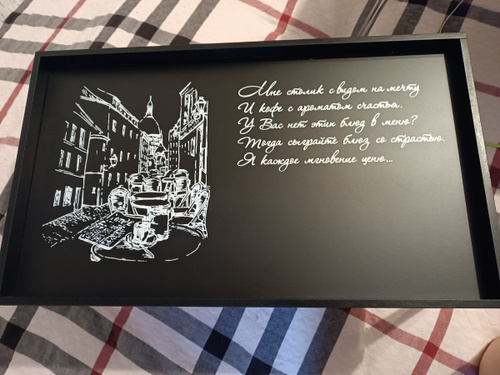 Мне столик с видом на мечту
И кофе с ароматом счастья.
У Вас нет этих блюд в меню?
Тогда сыграйте блюз со страстью.
Я каждое мгновение ценю...